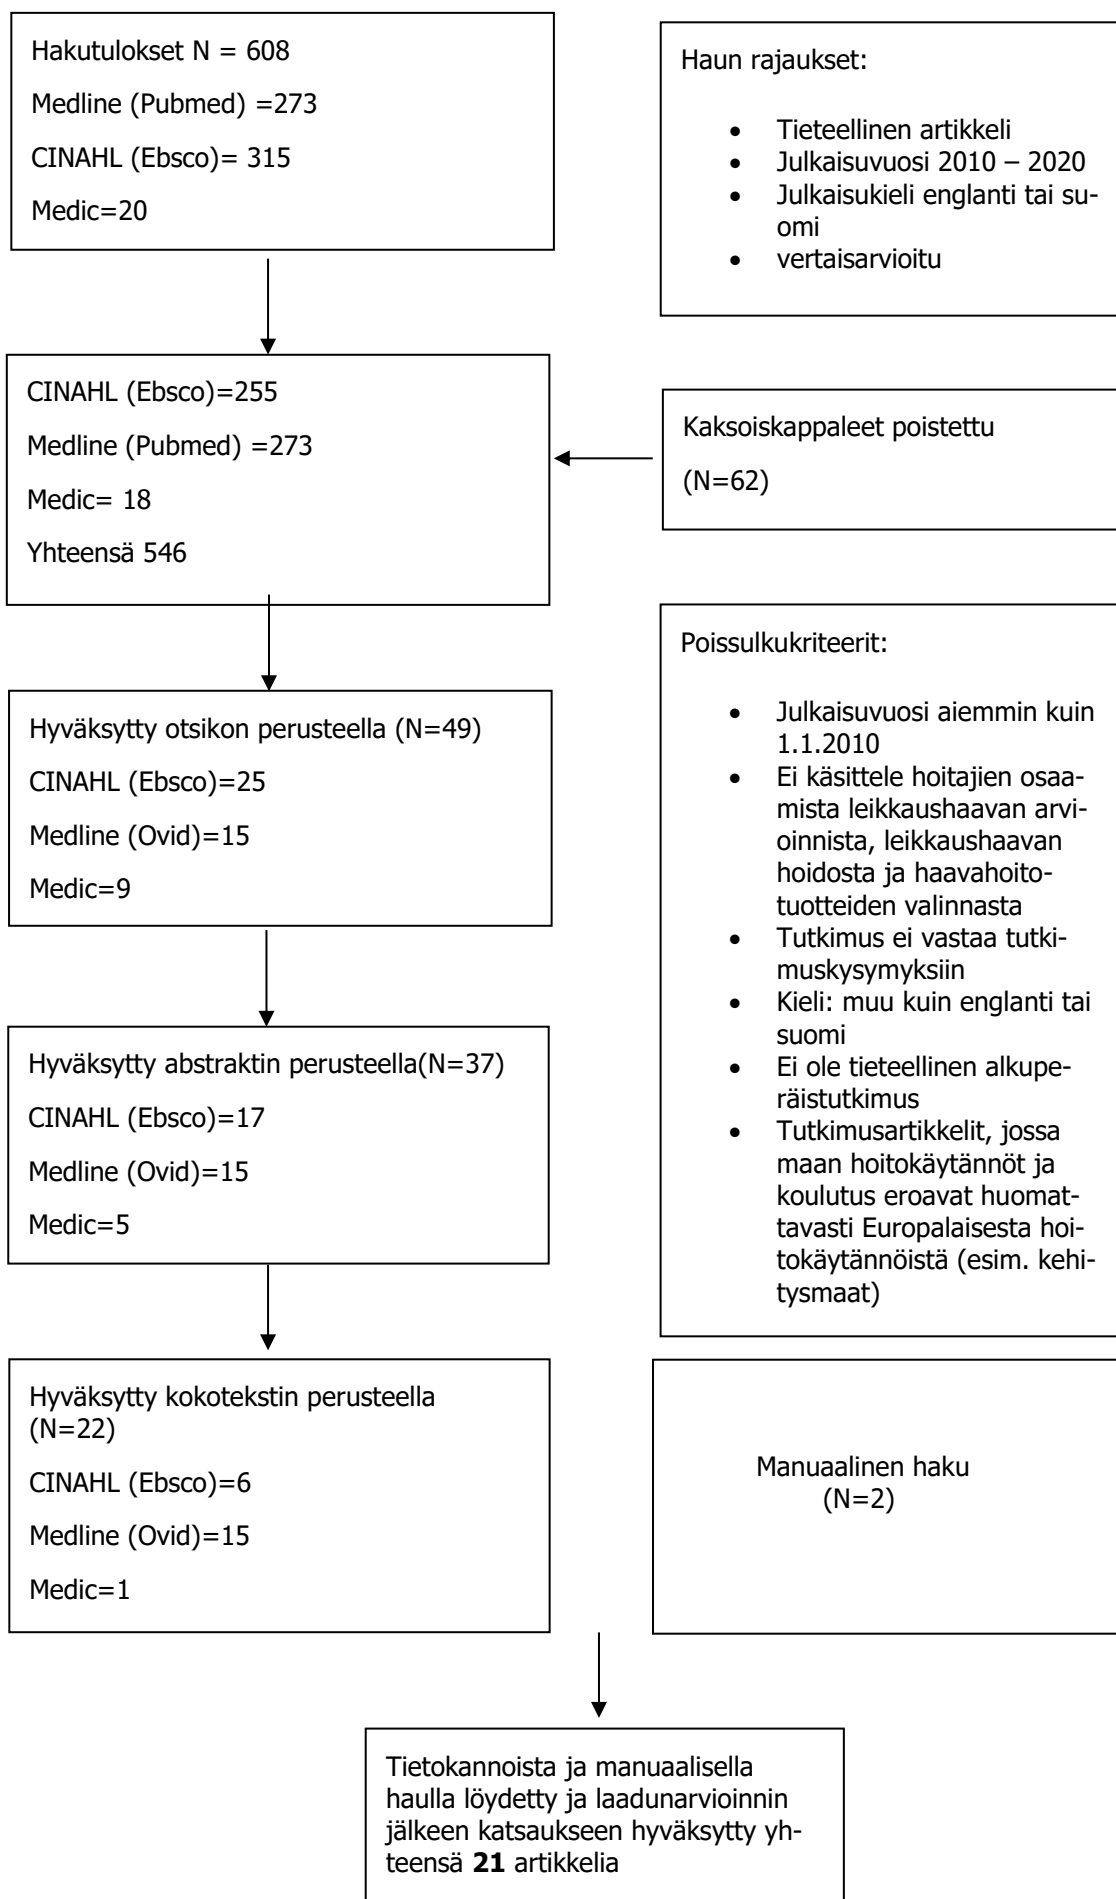 Hakutulokset N = 608
Medline (Pubmed) =273
CINAHL (Ebsco)= 315
Medic=20
Haun rajaukset:
• Tieteellinen artikkeli
• Julkaisuvuosi 2010 – 2020
• Julkaisukieli englanti tai su-
omi
• vertaisarvioitu
CINAHL (Ebsco)=255
Medline (Pubmed) =273
Medic= 18
Yhteensä 546
Kaksoiskappaleet poistettu
(N=62)
Hyväksytty otsikon perusteella (N=49)
CINAHL (Ebsco)=25
Medline (Ovid)=15
Medic=9
Poissulkukriteerit:
• Julkaisuvuosi aiemmin kuin
1.1.2010
• Ei käsittele hoitajien osaa-
mista leikkaushaavan arvi-
oinnista, leikkaushaavan
hoidosta ja haavahoito-
tuotteiden valinnasta
• Tutkimus ei vastaa tutki-
muskysymyksiin
• Kieli: muu kuin englanti tai
suomi
• Ei ole tieteellinen alkupe-
räistutkimus
• Tutkimusartikkelit, jossa
maan hoitokäytännöt ja
koulutus eroavat huomat-
tavasti Europalaisesta hoi-
tokäytännöistä (esim. kehi-
tysmaat)
Hyväksytty abstraktin perusteella(N=37)
CINAHL (Ebsco)=17
Medline (Ovid)=15
Medic=5
Hyväksytty kokotekstin perusteella
(N=22)
CINAHL (Ebsco)=6
Medline (Ovid)=15
Medic=1
Manuaalinen haku
(N=2)
Tietokannoista ja manuaalisella
haulla löydetty ja laadunarvioinnin
jälkeen katsaukseen hyväksytty yh-
teensä 21 artikkelia